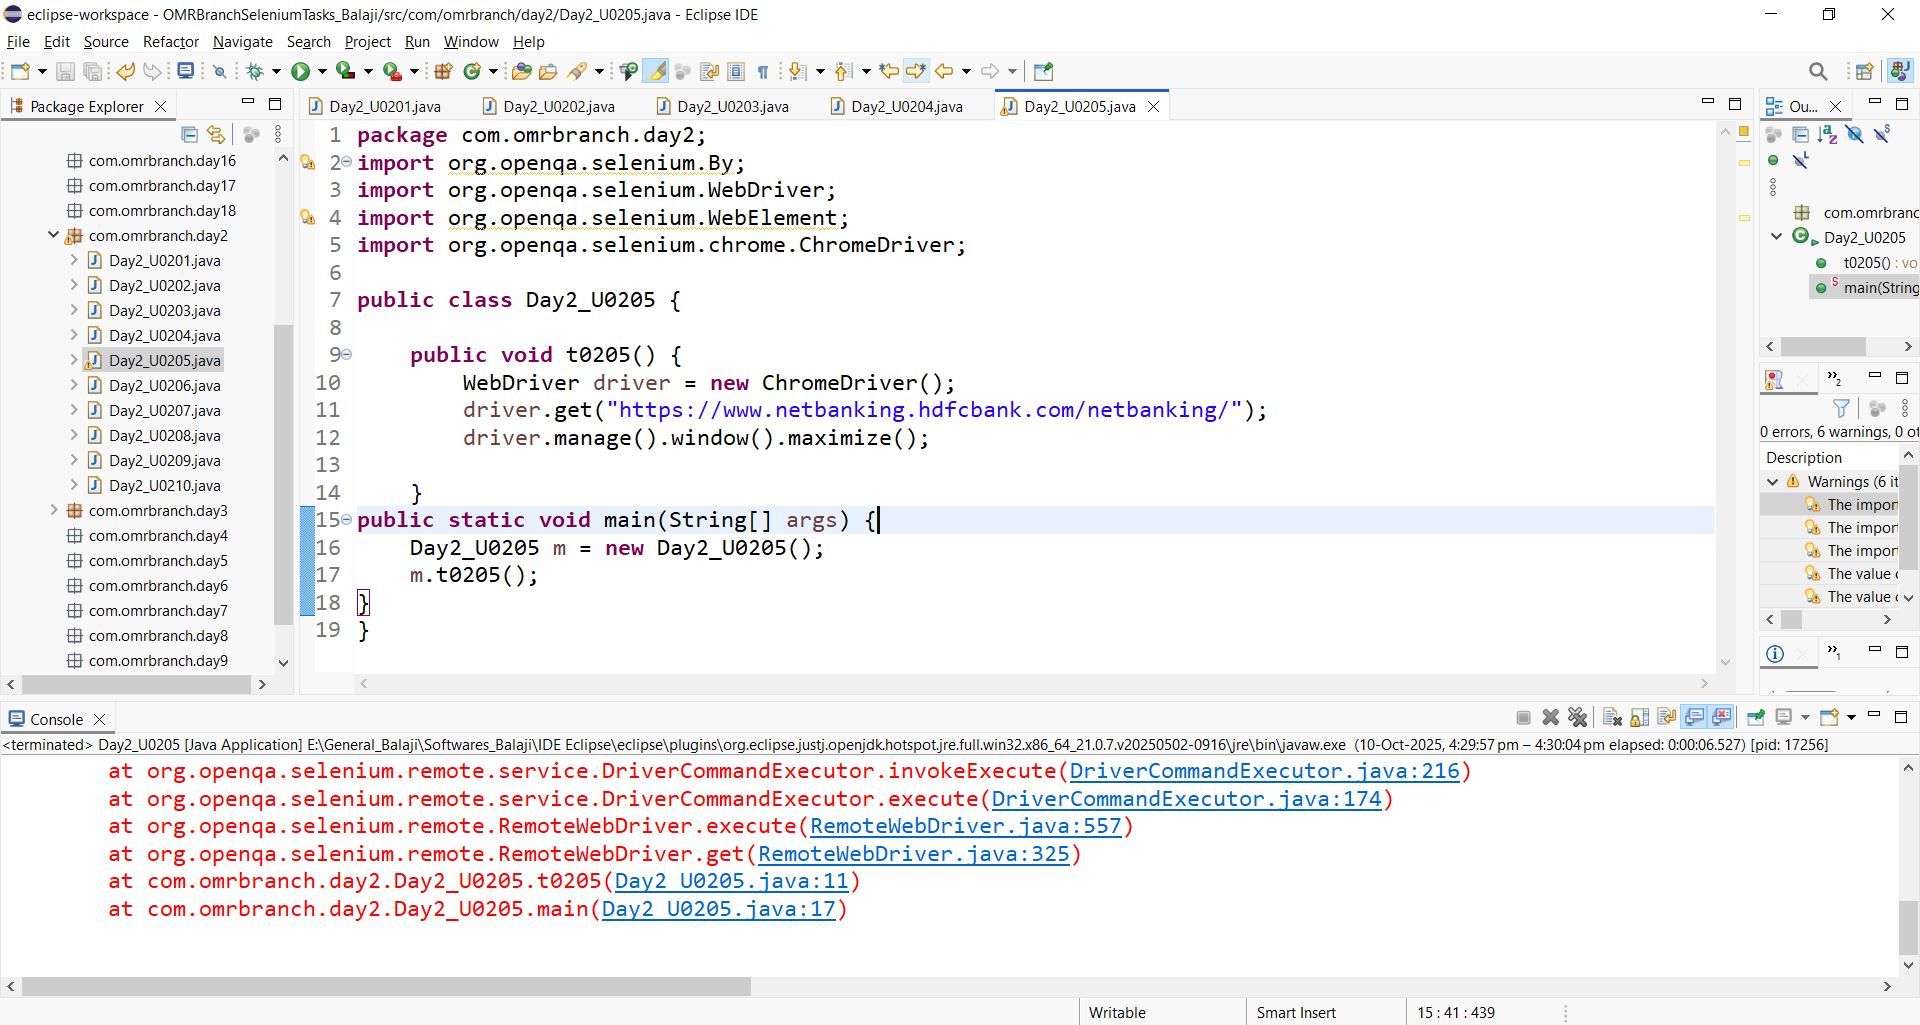 eclipse-workspace - OMRBranchSeleniumTasks_Balaji/src/com/omrbranch/day2/Day2_U0205.java - Eclipse IDE
File Edit Source Refactor Navigate Search Project Run Window Help
Package Explorer
com.omrbranch.day16
com.omrbranch.day17
com.omrbranch.day18
com.omrbranch.day2
Day2_U0201.java
Day2_U0202.java
Day2_U0203.java
Day2_U0204.java
Day2_U0205.java
Day2_U0206.java
Day2_U0207.java
Day2_U0208.java
Day2_U0209.java
Day2_U0210.java
com.omrbranch.day3
com.omrbranch.day4
com.omrbranch.day5
com.omrbranch.day6
com.omrbranch.day7
com.omrbranch.day8
com.omrbranch.day9
Day2_U0201.java Day2_U0202.java Day2_U0203.java Day2_U0204.java Day2_U0205.java
1 package com.omrbranch.day2;
2 import org.openqa.selenium.By;
3 import org.openqa.selenium.WebDriver;
4 import org.openqa.selenium.WebElement;
5 import org.openqa.selenium.chrome.ChromeDriver;
6
7 public class Day2_U0205 {
8
9 public void t0205() {
10 WebDriver driver = new ChromeDriver();
11 driver.get("https://www.netbanking.hdfcbank.com/netbanking/");
12 driver.manage().window().maximize();
13
14 }
15 public static void main(String[] args) {
16 Day2_U0205 m = new Day2_U0205();
17 m.t0205();
18 }
19 }
Ou...
com.omrbranc
Day2_U0205
t0205() : vo
main(String
0 errors, 6 warnings, 0 ot
Description
Warnings (6 it
The impor
The impor
The impor
The value
The value
Console
<terminated> Day2_U0205 [Java Application] E:\General_Balaji\Softwares_Balaji\IDE Eclipse\eclipse\plugins\org.eclipse.justj.openjdk.hotspot.jre.full.win32.x86_64_21.0.7.v20250502-0916\jre\bin\javaw.exe (10-Oct-2025, 4:29:57 pm – 4:30:04 pm elapsed: 0:00:06.527) [pid: 17256]
at org.openqa.selenium.remote.service.DriverCommandExecutor.invokeExecute(DriverCommandExecutor.java:216)
at org.openqa.selenium.remote.service.DriverCommandExecutor.execute(DriverCommandExecutor.java:174)
at org.openqa.selenium.remote.RemoteWebDriver.execute(RemoteWebDriver.java:557)
at org.openqa.selenium.remote.RemoteWebDriver.get(RemoteWebDriver.java:325)
at com.omrbranch.day2.Day2_U0205.t0205(Day2_U0205.java:11)
at com.omrbranch.day2.Day2_U0205.main(Day2_U0205.java:17)
Writable Smart Insert 15 : 41 : 439